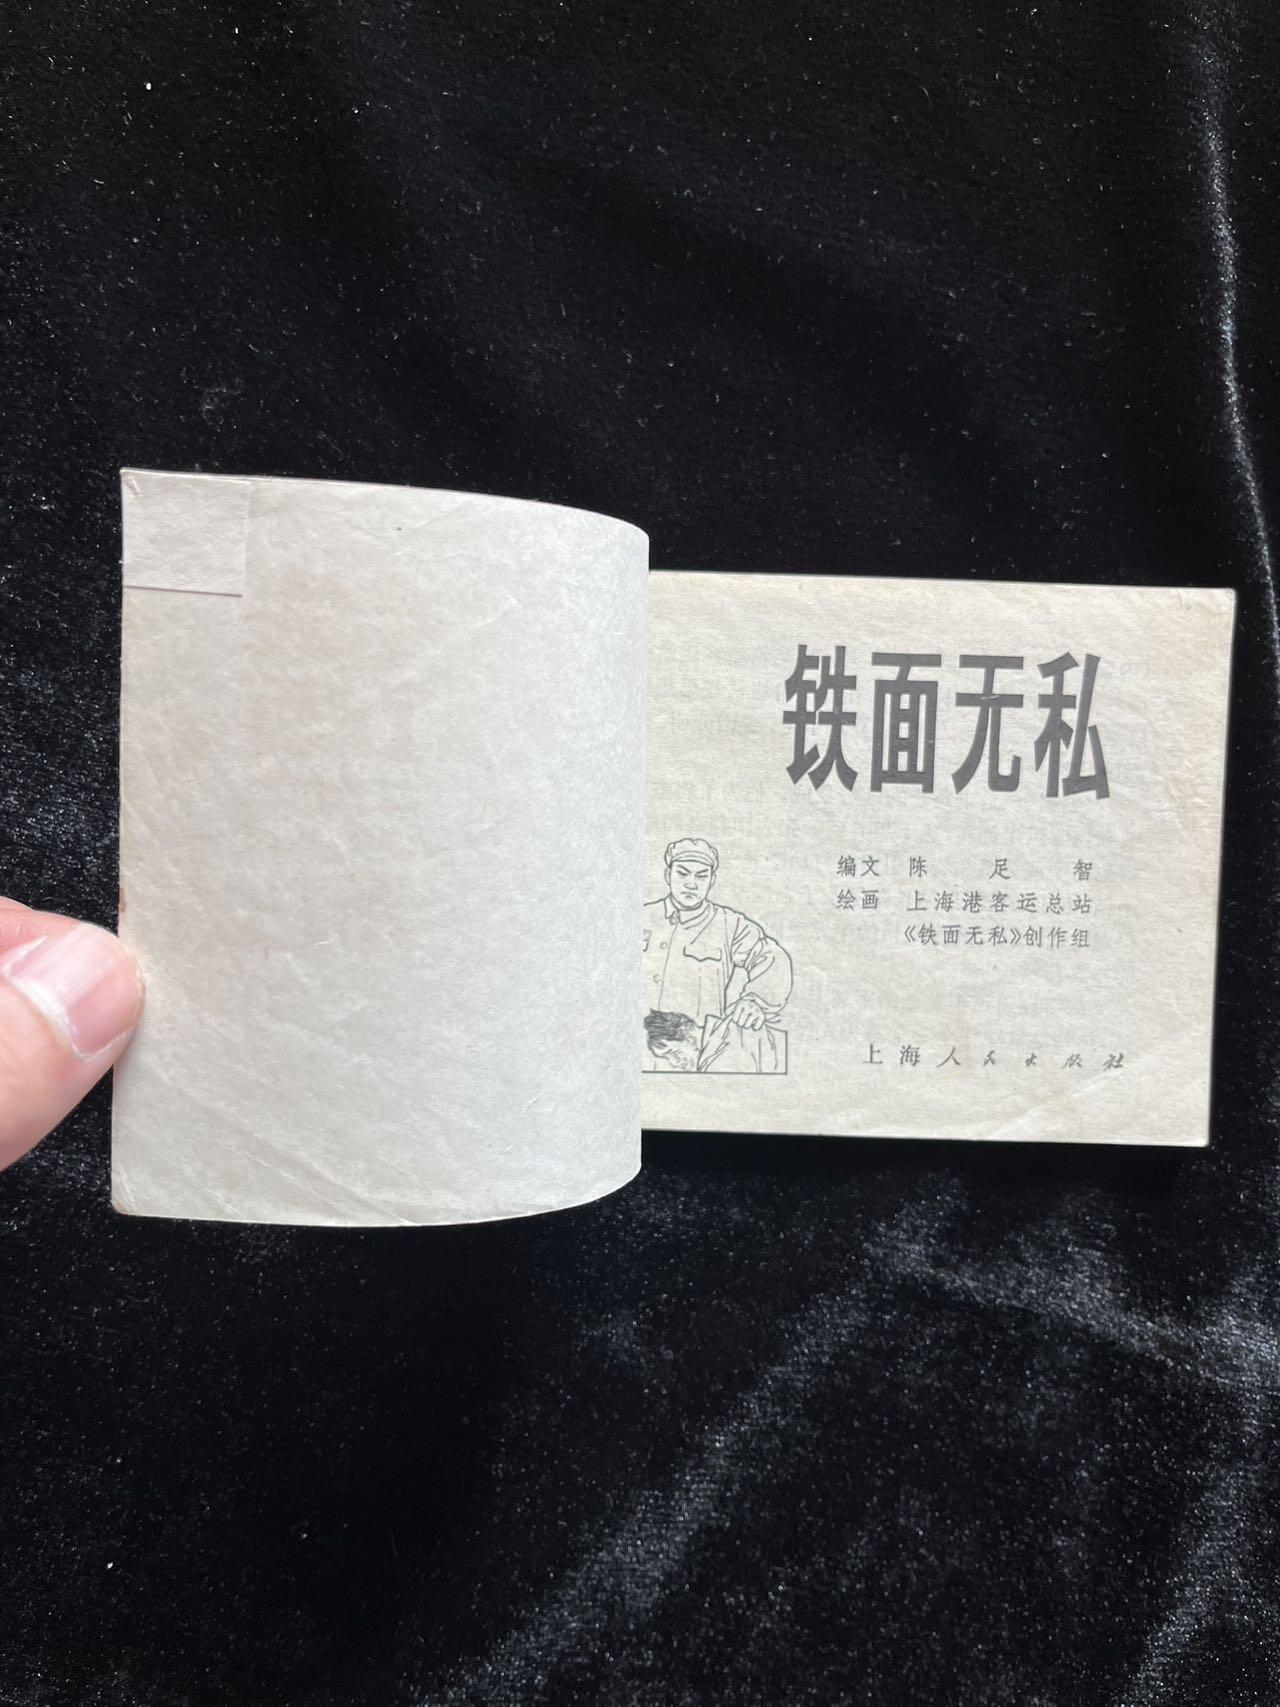 铁面无私
编文 陈足智
绘画 上海港客运总站
《铁面无私》创作组
上海人民出版社